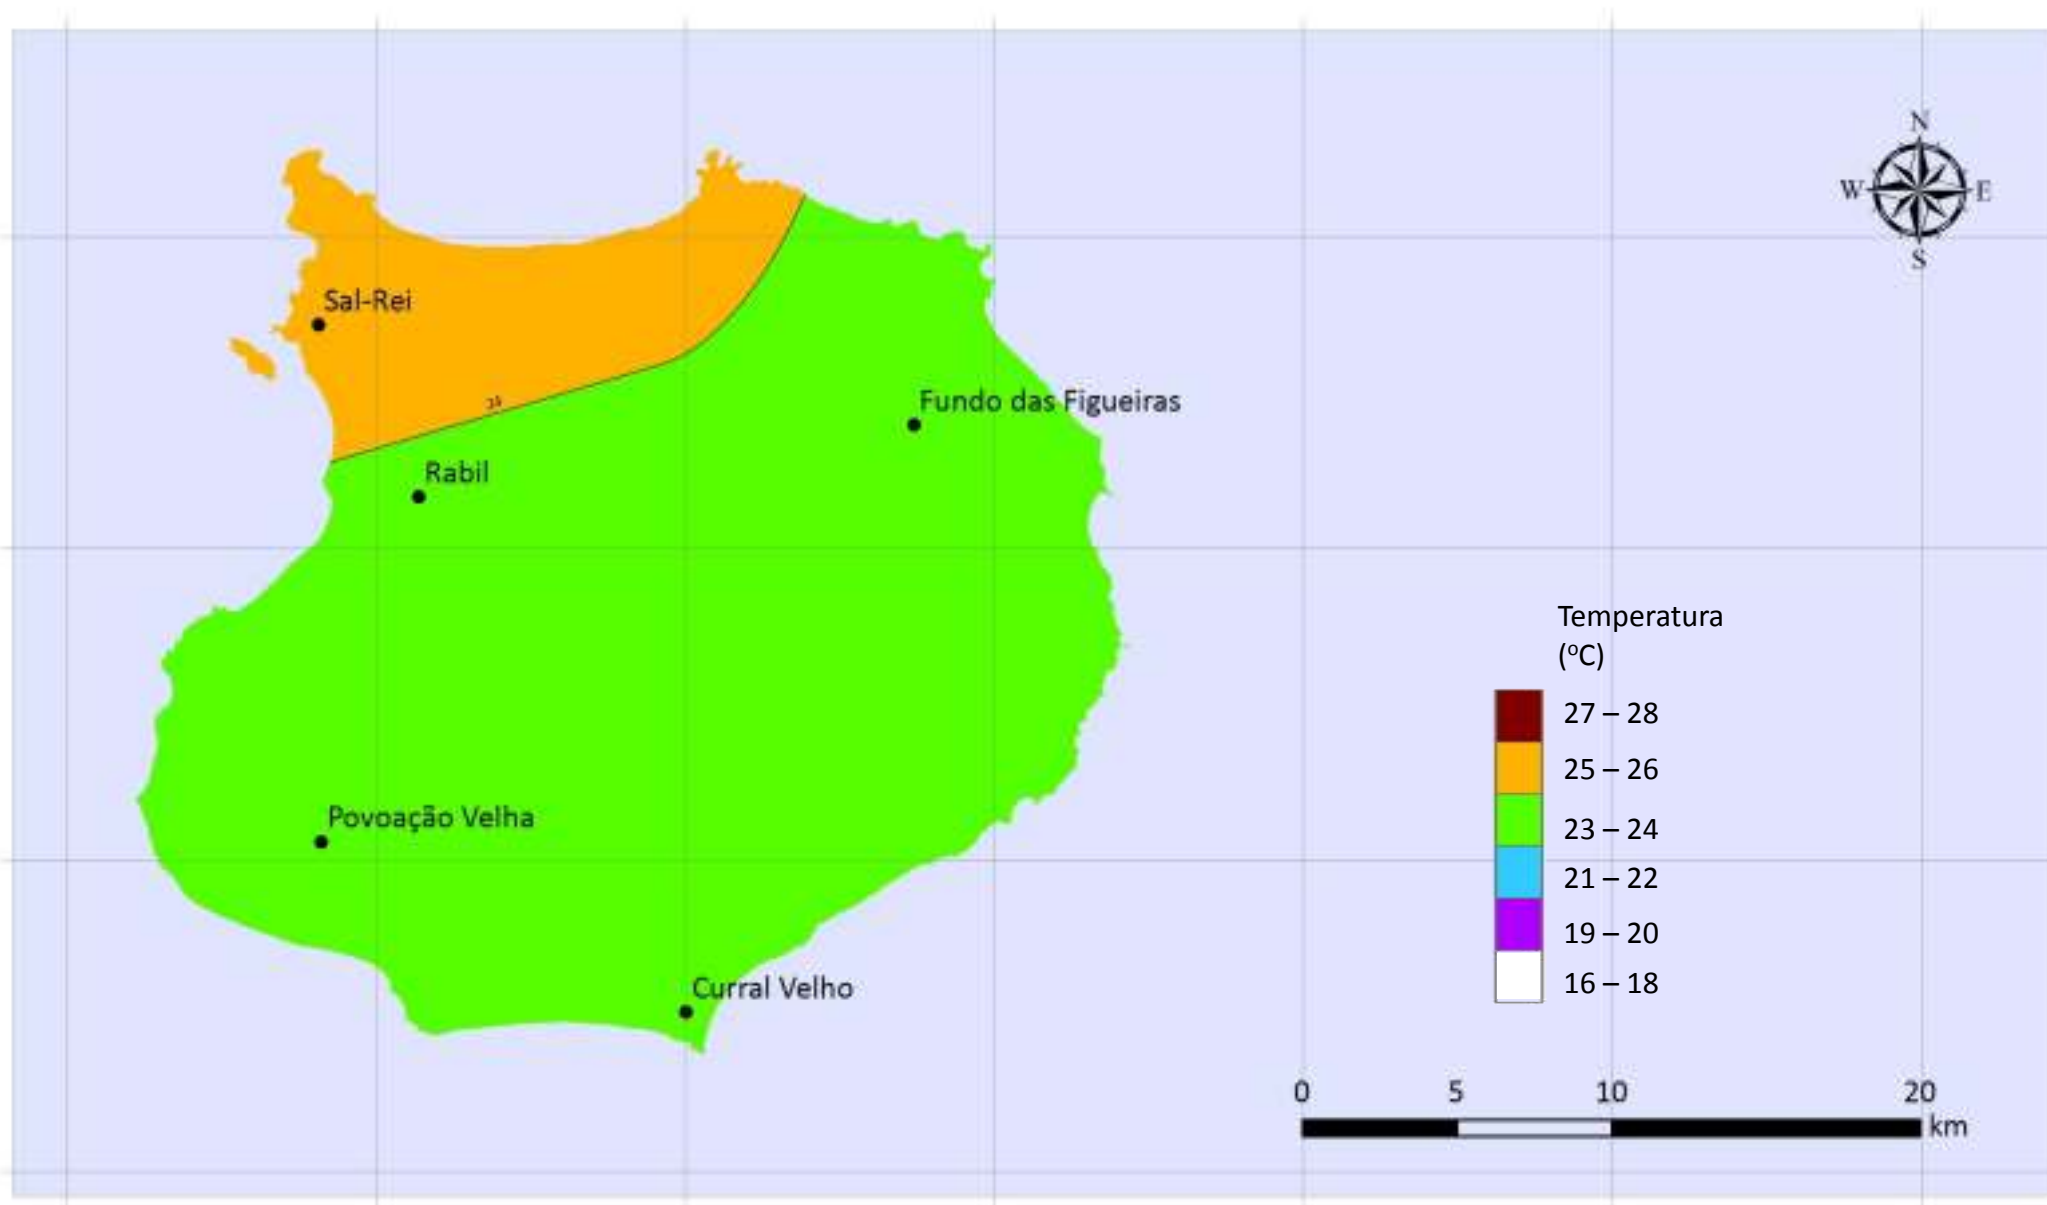 N
W
E
S
Sal-Rei
24
Fundo das Figueiras
Rabil
Povoação Velha
Curral Velho
Temperatura
(ºC)
27 – 28
25 – 26
23 – 24
21 – 22
19 – 20
16 – 18
0 5 10 20
km